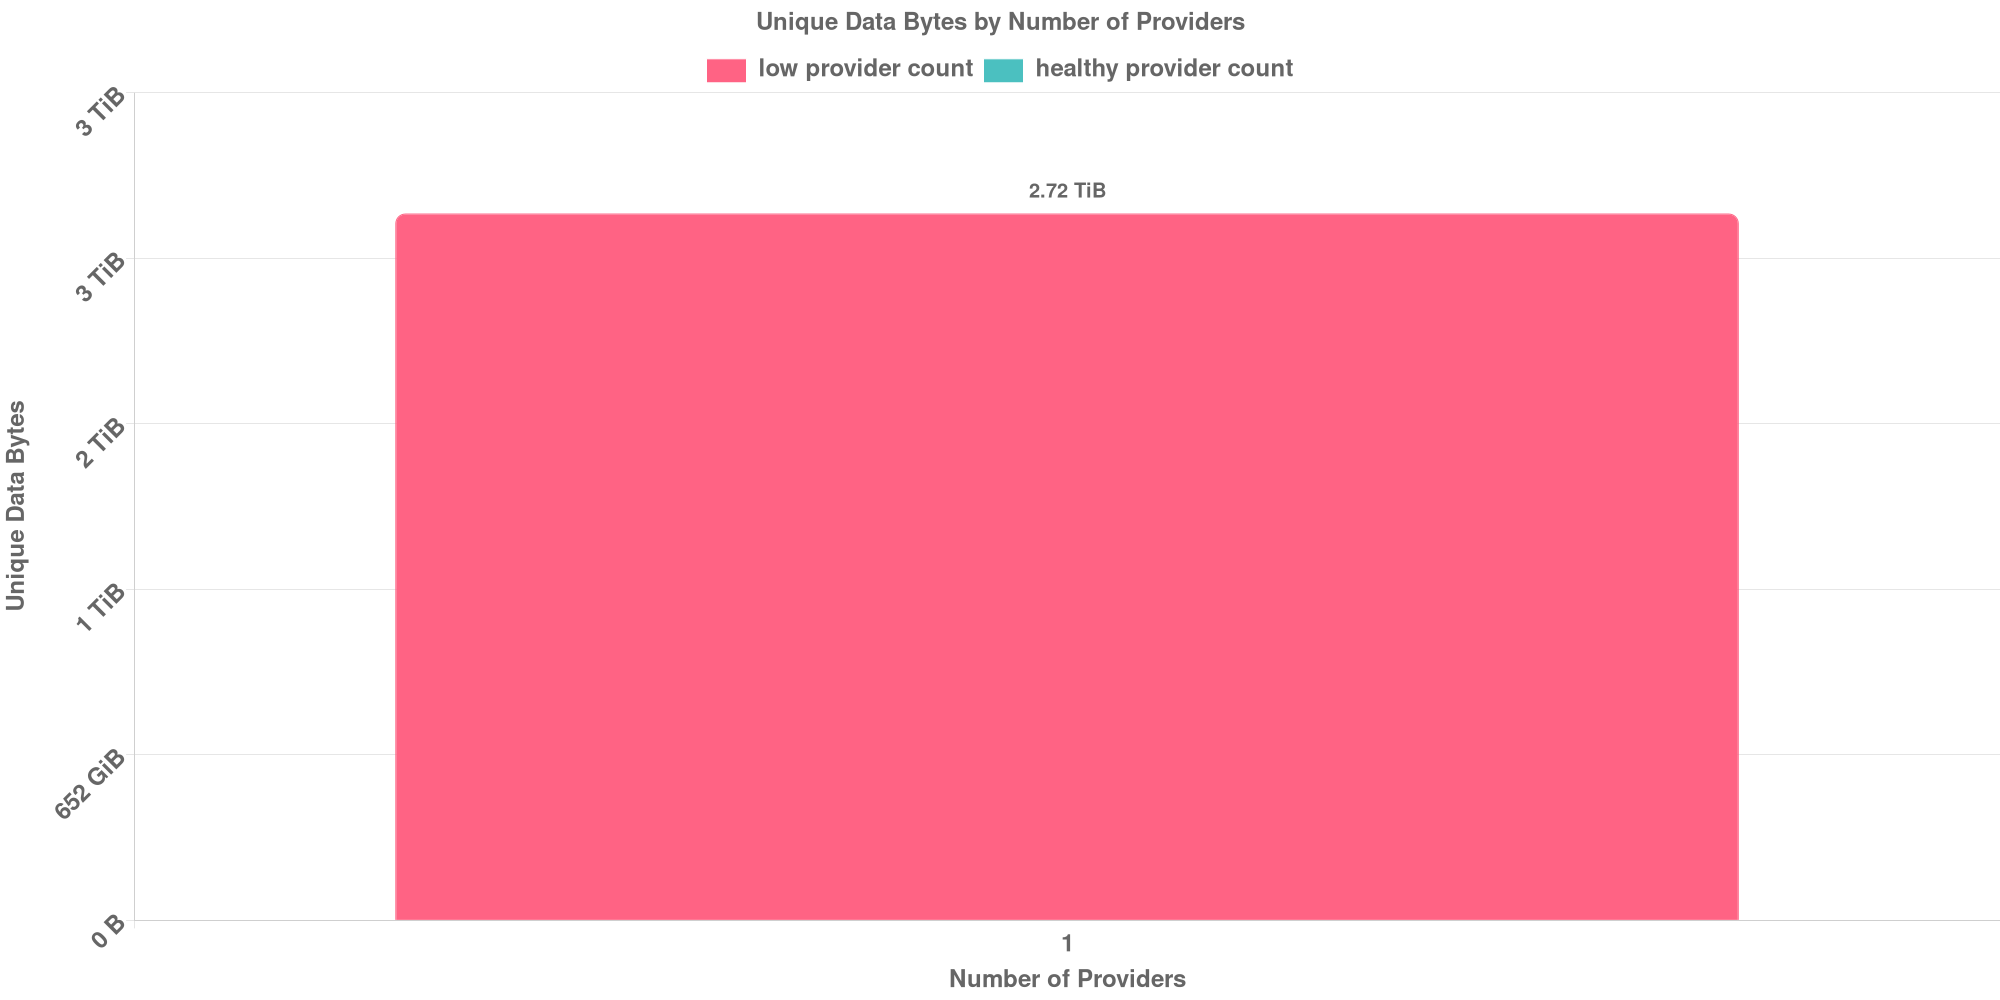 Unique Data Bytes by Number of Providers
low provider count healthy provider count
3 TiB
2.72 TiB
3 TiB
2 TiB
1 TiB
652 GiB
0 B
Unique Data Bytes
1
Number of Providers